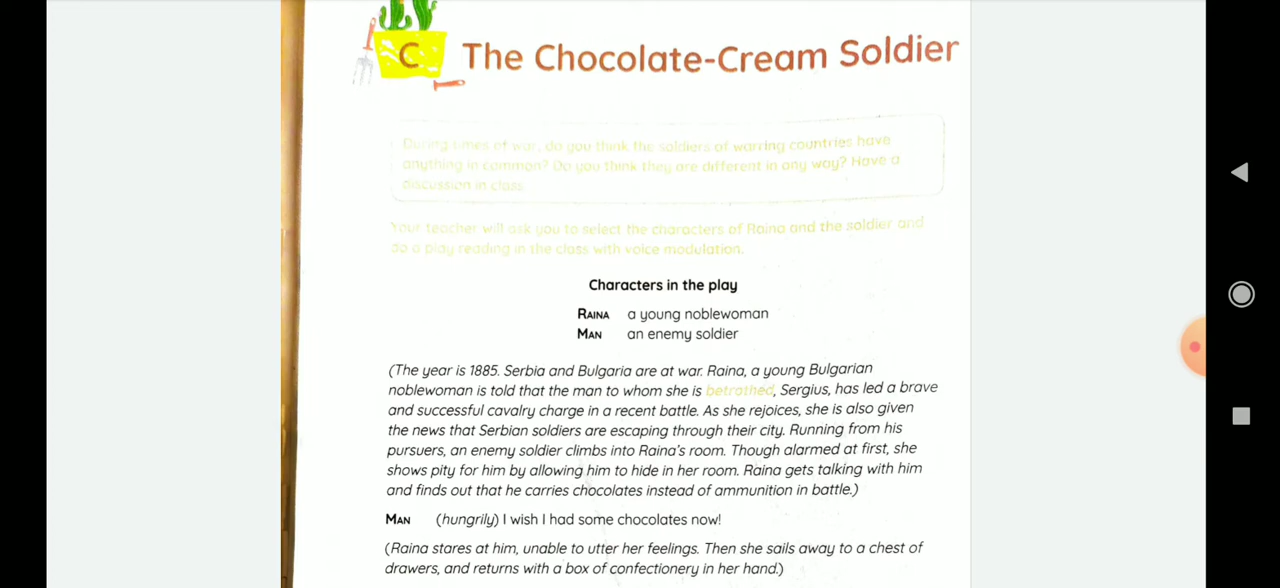 C The Chocolate-Cream Soldier
During times of war, do you think the soldiers of warring countries have
anything in common? Do you think they are different in any way? Have a
discussion in class
Your teacher will ask you to select the characters of Raina and the soldier and
do a play reading in the class with voice modulation.
Characters in the play
RAINA a young noblewoman
MAN an enemy soldier
(The year is 1885. Serbia and Bulgaria are at war. Raina, a young Bulgarian
noblewoman is told that the man to whom she is betrothed, Sergius, has led a brave
and successful cavalry charge in a recent battle. As she rejoices, she is also given
the news that Serbian soldiers are escaping through their city. Running from his
pursuers, an enemy soldier climbs into Raina's room. Though alarmed at first, she
shows pity for him by allowing him to hide in her room. Raina gets talking with him
and finds out that he carries chocolates instead of ammunition in battle.)
MAN (hungrily) I wish I had some chocolates now!
(Raina stares at him, unable to utter her feelings. Then she sails away to a chest of
drawers, and returns with a box of confectionery in her hand.)